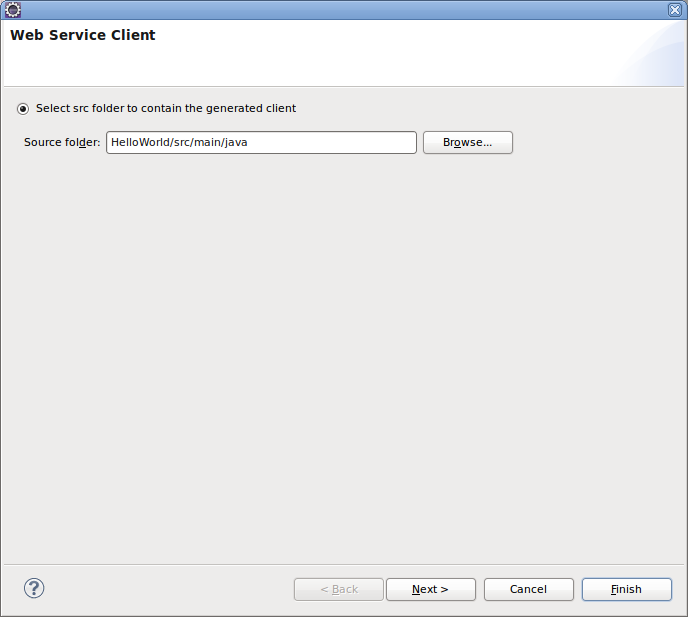 Web Service Client
Select src folder to contain the generated client
Source folder: HelloWorld/src/main/java Browse...
? < Back Next > Cancel Finish